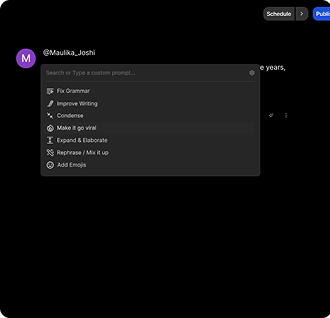 Schedule
Publi
M
@Maulika_Joshi
e years,
Search or Type a custom prompt...
Fix Grammar
Improve Writing
Condense
Make it go viral
Expand & Elaborate
Rephrase / Mix it up
Add Emojis